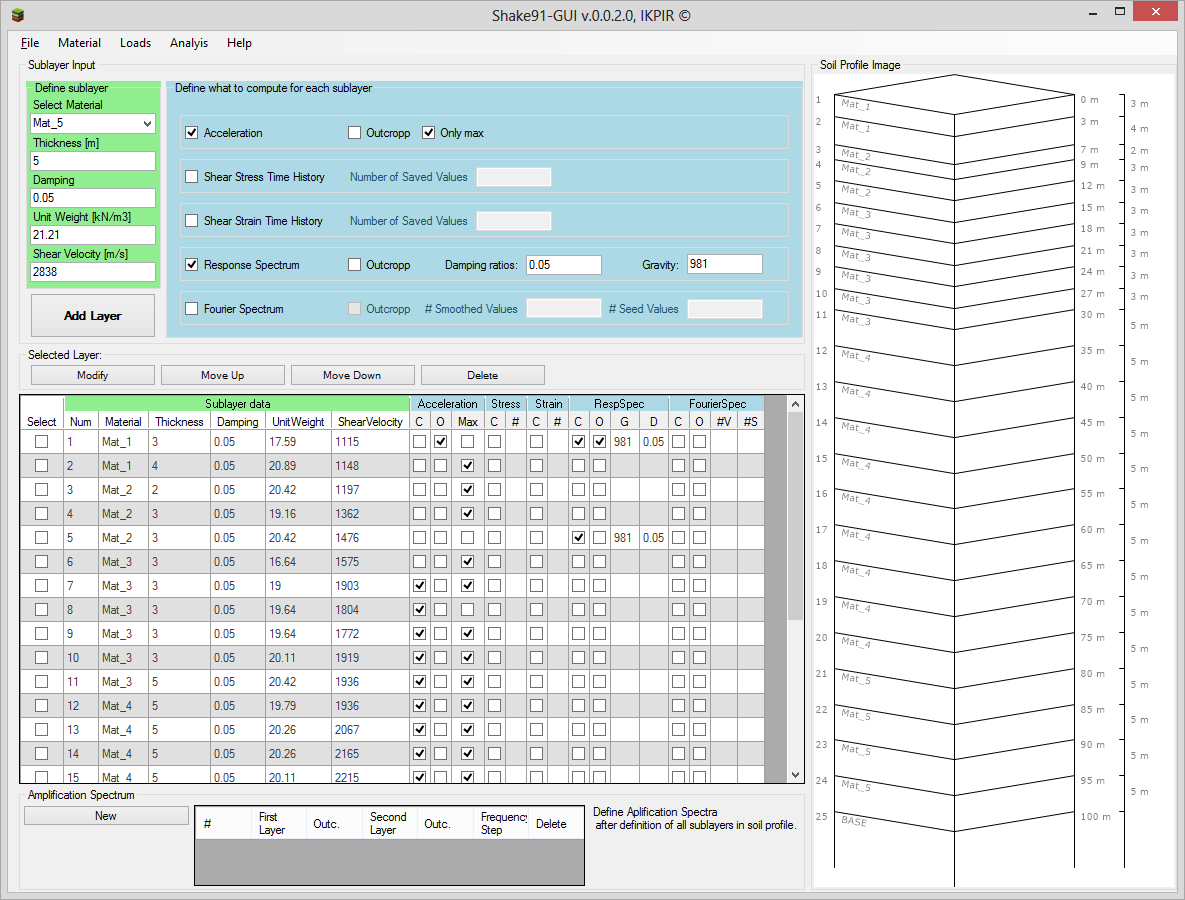 Shake91-GUI v.0.0.2.0, IKPIR ©
File Material Loads Analyis Help
Sublayer Input
Define sublayer
Select Material
Mat_5
Thickness [m]
5
Damping
0.05
Unit Weight [kN/m3]
21.21
Shear Velocity [m/s]
2838
Add Layer
Define what to compute for each sublayer
Acceleration Outcropp Only max
Shear Stress Time History Number of Saved Values
Shear Strain Time History Number of Saved Values
Response Spectrum Outcropp Damping ratios: 0.05 Gravity: 981
Fourier Spectrum Outcropp # Smoothed Values # Seed Values
Selected Layer:
Modify Move Up Move Down Delete
Sublayer data Acceleration Stress Strain RespSpec FourierSpec
Select Num Material Thickness Damping UnitWeight ShearVelocity C O Max C # C # C O G D C O #V #S
1 Mat_1 3 0.05 17.59 1115 981 0.05
2 Mat_1 4 0.05 20.89 1148
3 Mat_2 2 0.05 20.42 1197
4 Mat_2 3 0.05 19.16 1362
5 Mat_2 3 0.05 20.42 1476 981 0.05
6 Mat_3 3 0.05 16.64 1575
7 Mat_3 3 0.05 19 1903
8 Mat_3 3 0.05 19.64 1804
9 Mat_3 3 0.05 19.64 1772
10 Mat_3 3 0.05 20.11 1919
11 Mat_3 5 0.05 20.42 1936
12 Mat_4 5 0.05 19.79 1936
13 Mat_4 5 0.05 20.26 2067
14 Mat_4 5 0.05 20.26 2165
15 Mat_4 5 0.05 20.11 2215
Amplification Spectrum
New
# First Layer Outc. Second Layer Outc. Frequency Step Delete
Define Aplification Spectra
after definition of all sublayers in soil profile.
Soil Profile Image
1 Mat_1 0 m 3 m
2 Mat_1 3 m 4 m
3 Mat_2 7 m 2 m
4 Mat_2 9 m 3 m
5 Mat_2 12 m 3 m
6 Mat_3 15 m 3 m
7 Mat_3 18 m 3 m
8 Mat_3 21 m 3 m
9 Mat_3 24 m 3 m
10 Mat_3 27 m 3 m
11 Mat_3 30 m 5 m
12 Mat_4 35 m 5 m
13 Mat_4 40 m 5 m
14 Mat_4 45 m 5 m
15 Mat_4 50 m 5 m
16 Mat_4 55 m 5 m
17 Mat_4 60 m 5 m
18 Mat_4 65 m 5 m
19 Mat_4 70 m 5 m
20 Mat_4 75 m 5 m
21 Mat_5 80 m 5 m
22 Mat_5 85 m 5 m
23 Mat_5 90 m 5 m
24 Mat_5 95 m 5 m
25 BASE 100 m